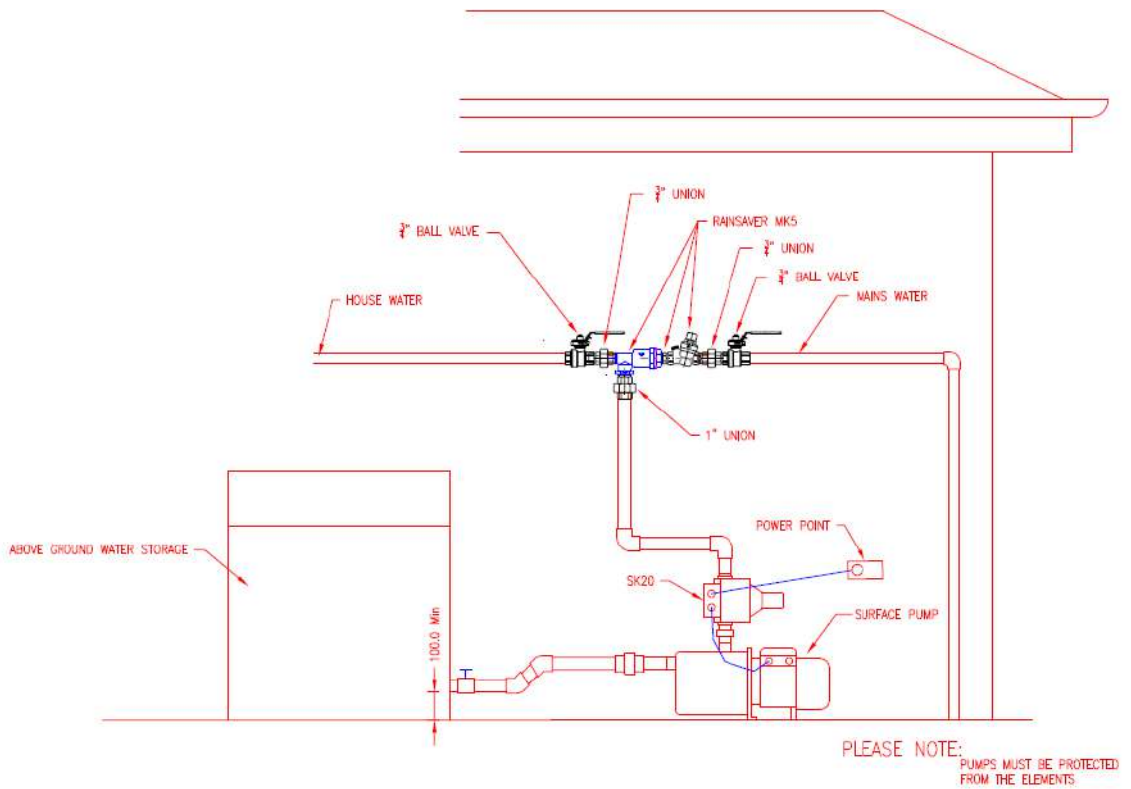 ¾" UNION
RAINSAVER MK5
¾" BALL VALVE
¾" UNION
¾" BALL VALVE
HOUSE WATER
MAINS WATER
1" UNION
POWER POINT
ABOVE GROUND WATER STORAGE
SK20
SURFACE PUMP
100.0 Min
PLEASE NOTE:
PUMPS MUST BE PROTECTED
FROM THE ELEMENTS